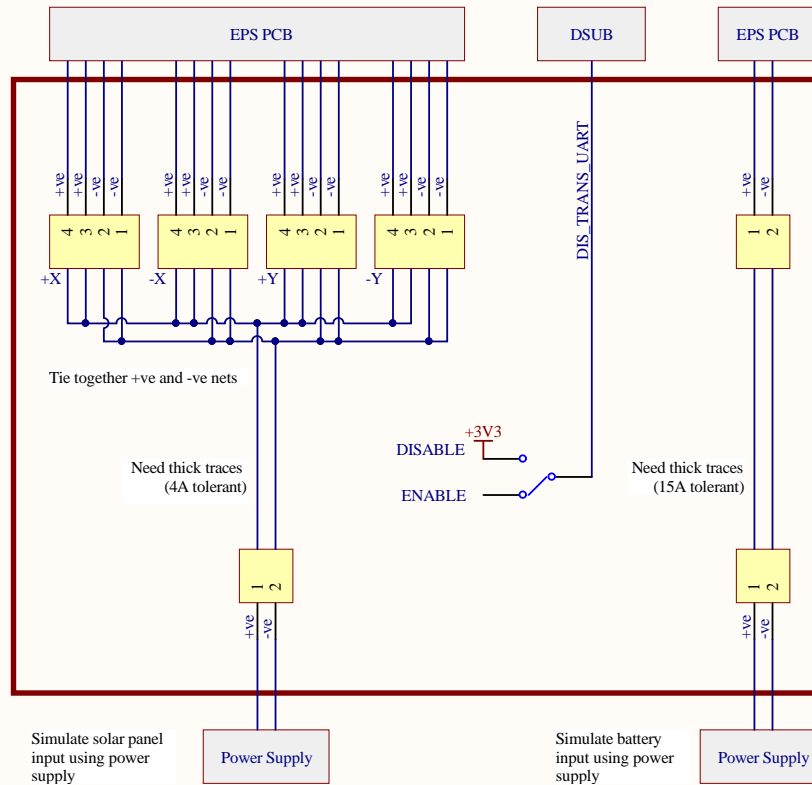 EPS PCB
DSUB
EPS PCB
+ve
+ve
-ve
-ve
+ve
+ve
-ve
-ve
+ve
+ve
-ve
-ve
+ve
+ve
-ve
-ve
DIS_TRANS_UART
+ve
-ve
4
3
2
1
4
3
2
1
4
3
2
1
4
3
2
1
1
2
+X
-X
+Y
-Y
Tie together +ve and -ve nets
+3V3
DISABLE
ENABLE
Need thick traces
(4A tolerant)
Need thick traces
(15A tolerant)
1
2
1
2
+ve
-ve
+ve
-ve
Simulate solar panel
input using power
supply
Power Supply
Simulate battery
input using power
supply
Power Supply